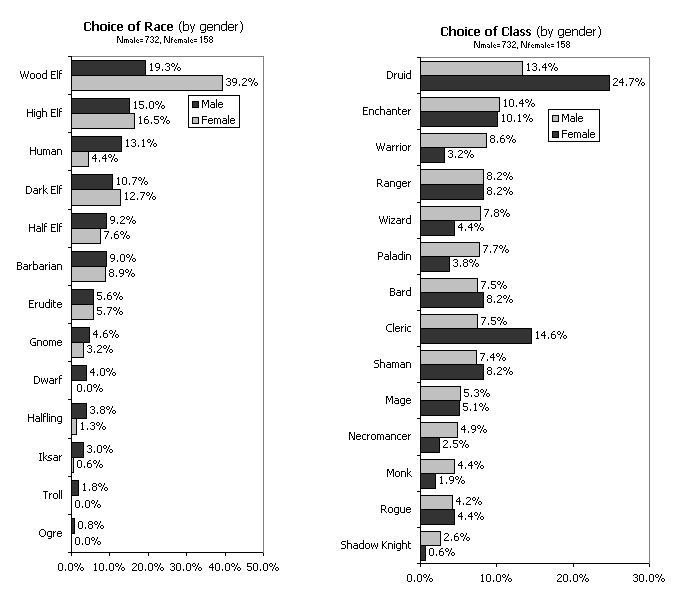 Choice of Race (by gender)
Nmale= 732, Nfemale= 158
Wood Elf 19.3%
39.2%
High Elf 15.0%
16.5%
Male
Female
Human 13.1%
4.4%
Dark Elf 10.7%
12.7%
Half Elf 9.2%
7.6%
Barbarian 9.0%
8.9%
Erudite 5.6%
5.7%
Gnome 4.6%
3.2%
Dwarf 4.0%
0.0%
Halfling 3.8%
1.3%
Iksar 3.0%
0.6%
Troll 1.8%
0.0%
Ogre 0.8%
0.0%
0.0% 10.0% 20.0% 30.0% 40.0% 50.0%
Choice of Class (by gender)
Nmale= 732, Nfemale= 158
Druid 13.4%
24.7%
Enchanter 10.4%
10.1%
Male
Female
Warrior 8.6%
3.2%
Ranger 8.2%
8.2%
Wizard 7.8%
4.4%
Paladin 7.7%
3.8%
Bard 7.5%
8.2%
Cleric 7.5%
14.6%
Shaman 7.4%
8.2%
Mage 5.3%
5.1%
Necromancer 4.9%
2.5%
Monk 4.4%
1.9%
Rogue 4.2%
4.4%
Shadow Knight 2.6%
0.6%
0.0% 10.0% 20.0% 30.0%